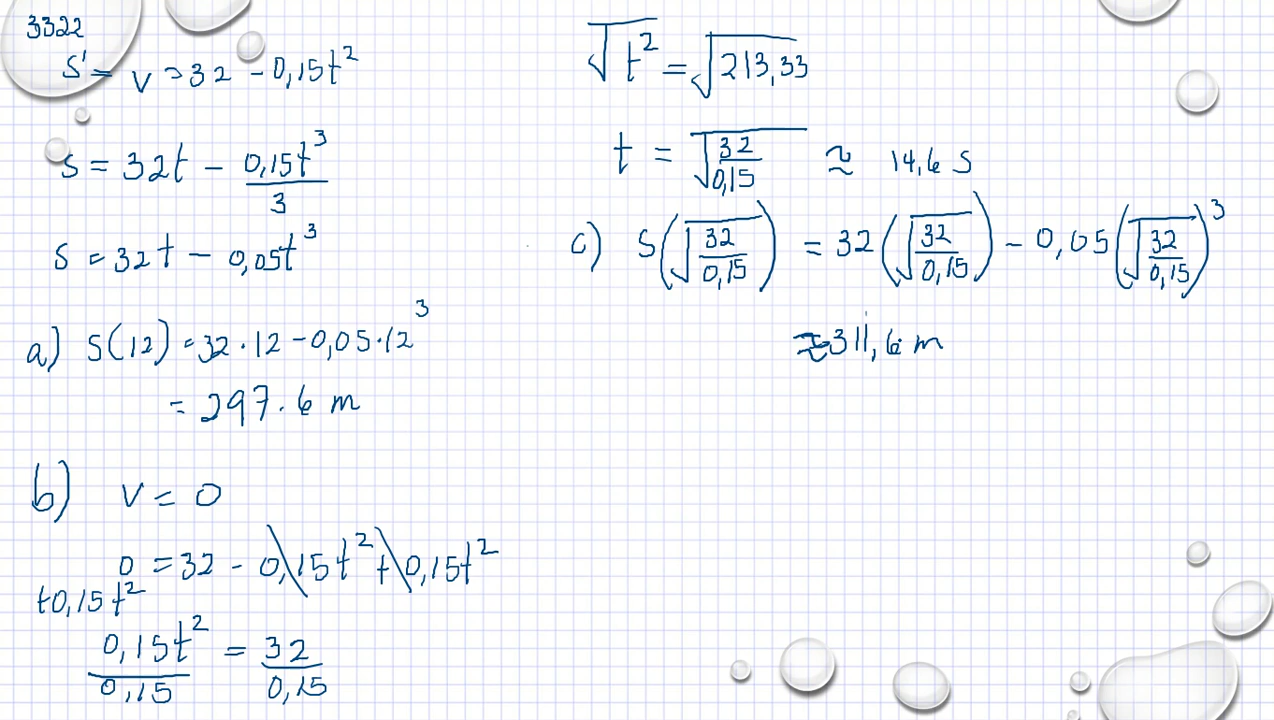 3322
s' = v = 32 - 0,15t²
s = 32t - 0,15t³/3
s = 32t - 0,05t³
a) s(12) = 32 · 12 - 0,05 · 12³
= 297.6 m
b) v = 0
0 = 32 - 0,15t² + 0,15t²
+0,15t²
0,15t²/0,15 = 32/0,15
√t² = √213,33
t = √(32/0,15) ≈ 14,6 s
c) s(√(32/0,15)) = 32(√(32/0,15)) - 0,05(√(32/0,15))³
≈ 311,6 m